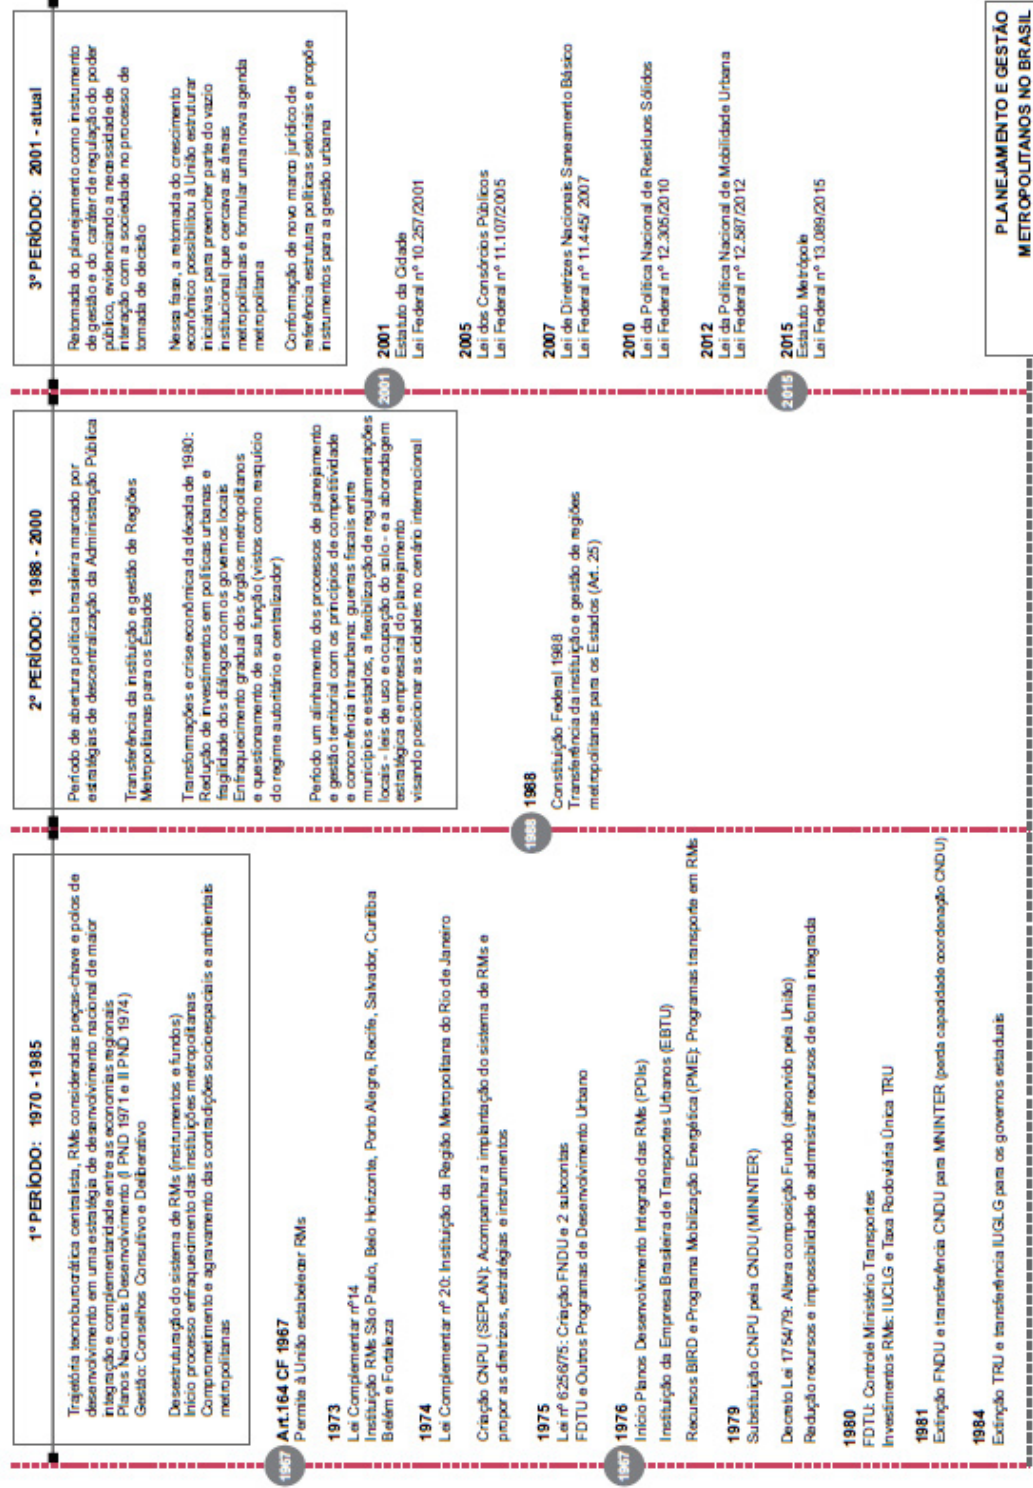 1º PERÍODO: 1970 - 1985
Trajetória tecnoburocrática centralista, RMs consideradas peças-chave e polos de
desenvolvimento em uma estratégia de desenvolvimento nacional de maior
integração e complementaridade entre as economias regionais
Planos Nacionais Desenvolvimento (I PND 1971 e II PND 1974)
Gestão: Conselhos Consultivo e Deliberativo
Desestruturação do sistema de RMs (instrumentos e fundos)
Início processo enfraquecimento das instituições metropolitanas
Comprometimento e agravamento das contradições socioespaciais e ambientais
metropolitanas
1967
Art.164 CF 1967
Permite à União estabelecer RMs
1973
Lei Complementar nº14
Instituição RMs São Paulo, Belo Horizonte, Porto Alegre, Recife, Salvador, Curitiba
Belém e Fortaleza
1974
Lei Complementar nº 20: Instituição da Região Metropolitana do Rio de Janeiro
Criação CNPU (SEPLAN): Acompanhar a implantação do sistema de RMs e
propor as diretrizes, estratégias e instrumentos
1975
Lei nº 6256/75: Criação FNDU e 2 subcontas
FDTU e Outros Programas de Desenvolvimento Urbano
1967
1976
Início Planos Desenvolvimento Integrado das RMs (PDIs)
Instituição da Empresa Brasileira de Transportes Urbanos (EBTU)
Recursos BIRD e Programa Mobilização Energética (PME): Programas transporte em RMs
1979
Substituição CNPU pela CNDU (MININTER)
Decreto Lei 1754/79: Altera composição Fundo (absorvido pela União)
Redução recursos e impossibilidade de administrar recursos de forma integrada
1980
FDTU: Controle Ministério Transportes
Investimentos RMs: IUCLG e Taxa Rodoviária Única TRU
1981
Extinção FNDU e transferência CNDU para MNINTER (perda capacidade coordenação CNDU)
1984
Extinção TRU e transferência IUGLG para os governos estaduais
2º PERÍODO: 1988 - 2000
Período de abertura política brasileira marcado por
estratégias de descentralização da Administração Pública
Transferência da instituição e gestão de Regiões
Metropolitanas para os Estados
Transformações e crise econômica da década de 1980:
Redução de investimentos em políticas urbanas e
fragilidade dos diálogos com os governos locais
Enfraquecimento gradual dos órgãos metropolitanos
e questionamento de sua função (vistos como resquício
do regime autoritário e centralizador)
Período um alinhamento dos processos de planejamento
e gestão territorial com os princípios de competitividade
e concorrência intraurbana: guerras fiscais entre
municípios e estados, a flexibilização de regulamentações
locais - leis de uso e ocupação do solo - e a aboradagem
estratégica e empresarial do planejamento
visando posicionar as cidades no cenário internacional
1988
1988
Constituição Federal 1988
Transferência da instituição e gestão de regiões
metropolitanas para os Estados (Art. 25)
3º PERÍODO: 2001 - atual
Retomada do planejamento como instrumento
de gestão e do caráter de regulação do poder
público, evidenciando a necessidade de
interação com a sociedade no processo de
tomada de decisão
Nessa fase, a retomada do crescimento
econômico possibilitou à União estruturar
iniciativas para preencher parte do vazio
institucional que cercava as áreas
metropolitanas e formular uma nova agenda
metropolitana
Conformação de novo marco jurídico de
referência estrutura políticas setoriais e propõe
instrumentos para a gestão urbana
2001
2001
Estatuto da Cidade
Lei Federal nº 10.257/2001
2005
Lei dos Consórcios Públicos
Lei Federal nº 11.107/2005
2007
Lei de Diiretrizes Nacionais Saneamento Básico
Lei Federal nº 11.445/ 2007
2010
Lei da Política Nacional de Resíduos Sólidos
Lei Federal nº 12.305/2010
2012
Lei da Política Nacional de Mobilidade Urbana
Lei Federal nº 12.587/2012
2015
2015
Estatuto Metrópole
Lei Federal nº 13.089/2015
PLANEJAMENTO E GESTÃO
METROPOLITANOS NO BRASIL